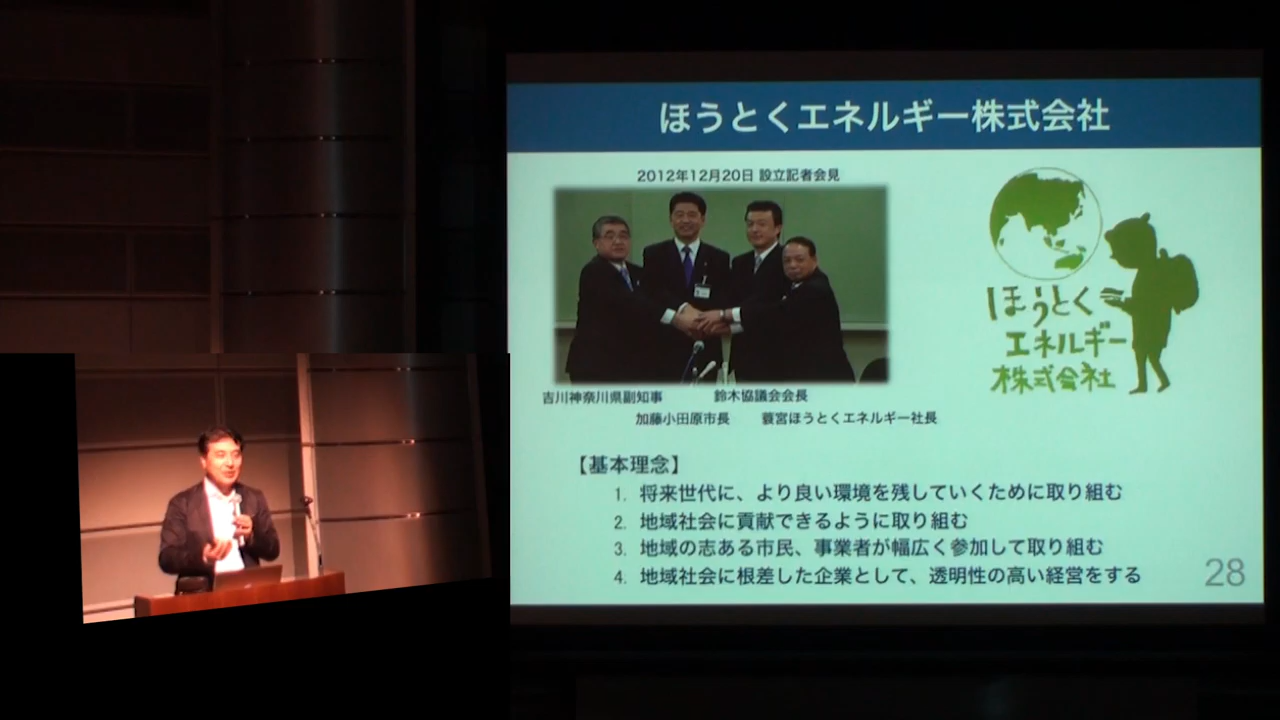 ほうとくエネルギー株式会社
2012年12月20日 設立記者会見
吉川神奈川県副知事
鈴木協議会会長
加藤小田原市長
蓑宮ほうとくエネルギー社長
ほうとく
エネルギー
株式会社
【基本理念】
1. 将来世代に、より良い環境を残していくために取り組む
2. 地域社会に貢献できるように取り組む
3. 地域の志ある市民、事業者が幅広く参加して取り組む
4. 地域社会に根差した企業として、透明性の高い経営をする
28